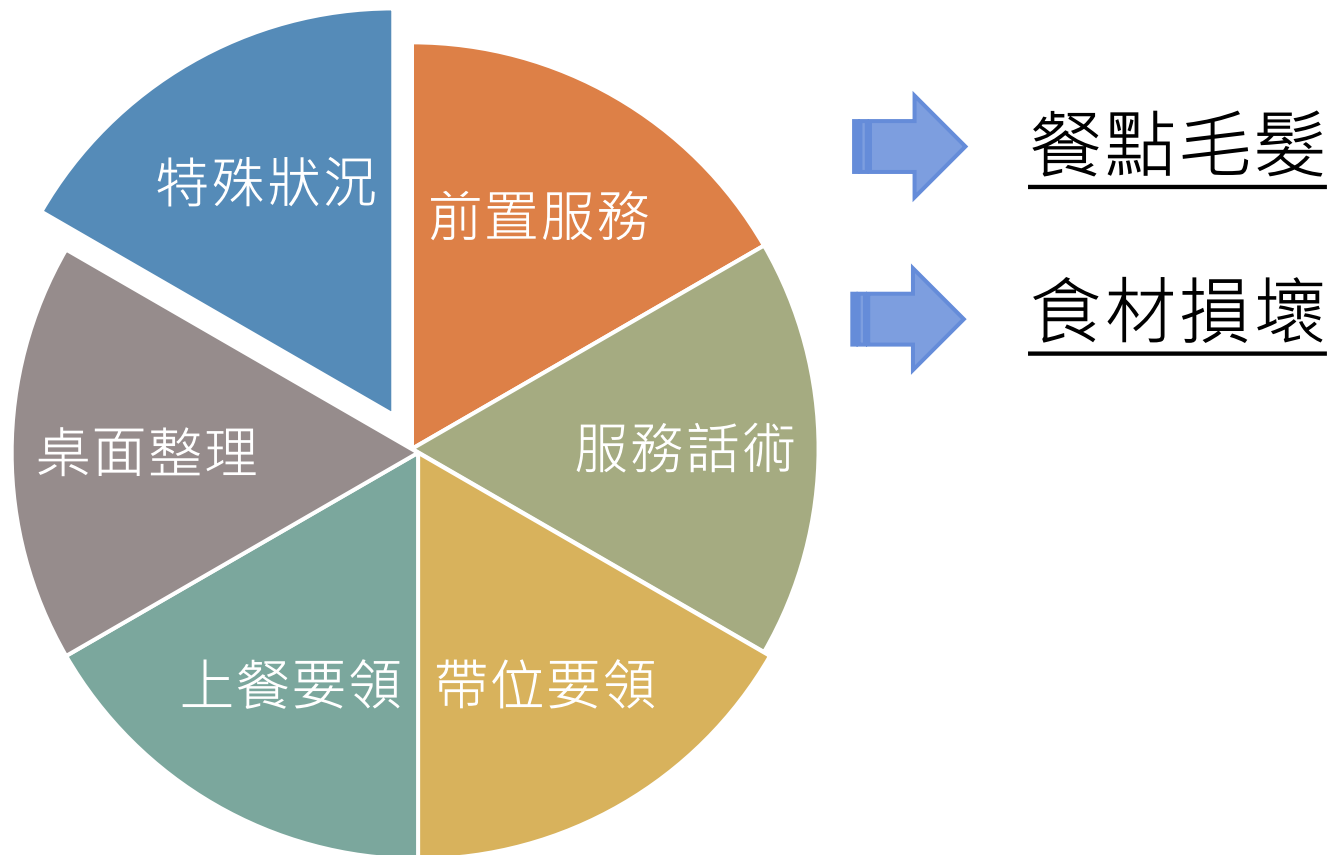 特殊狀況
前置服務
服務話術
帶位要領
上餐要領
桌面整理
餐點毛髮
食材損壞